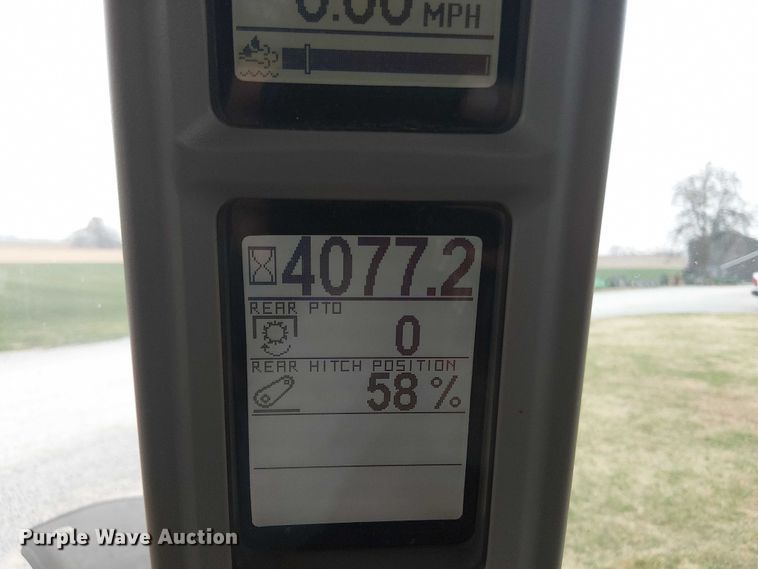 0.00 MPH
4077.2
REAR PTO
0
REAR HITCH POSITION
58 %
Purple Wave Auction